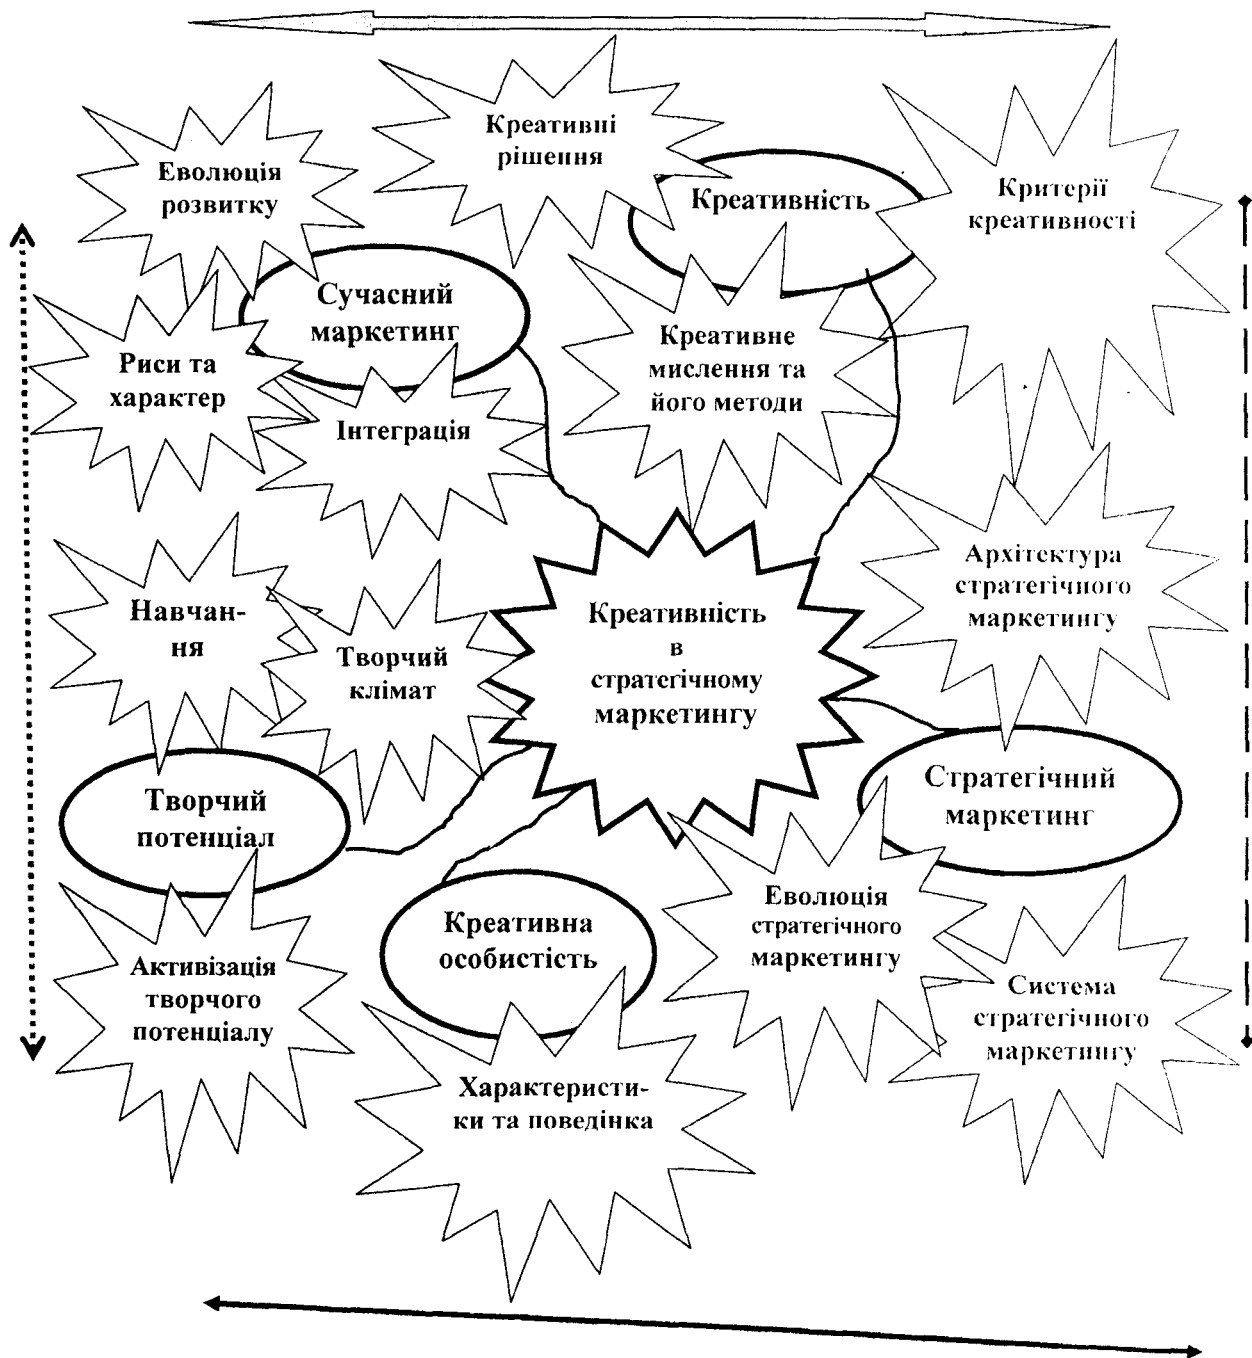 Креативні
рішення
Еволюція
розвитку
Креативність
Критерії
креативності
Сучасний
маркетинг
Риси та
характер
Інтеграція
Креативне
мислення та
його методи
Архітектура
стратегічного
маркетингу
Навчан-
ня
Творчий
клімат
Креативність
в
стратегічному
маркетингу
Творчий
потенціал
Стратегічний
маркетинг
Креативна
особистість
Еволюція
стратегічного
маркетингу
Активізація
творчого
потенціалу
Система
стратегічного
маркетингу
Характеристи-
ки та поведінка